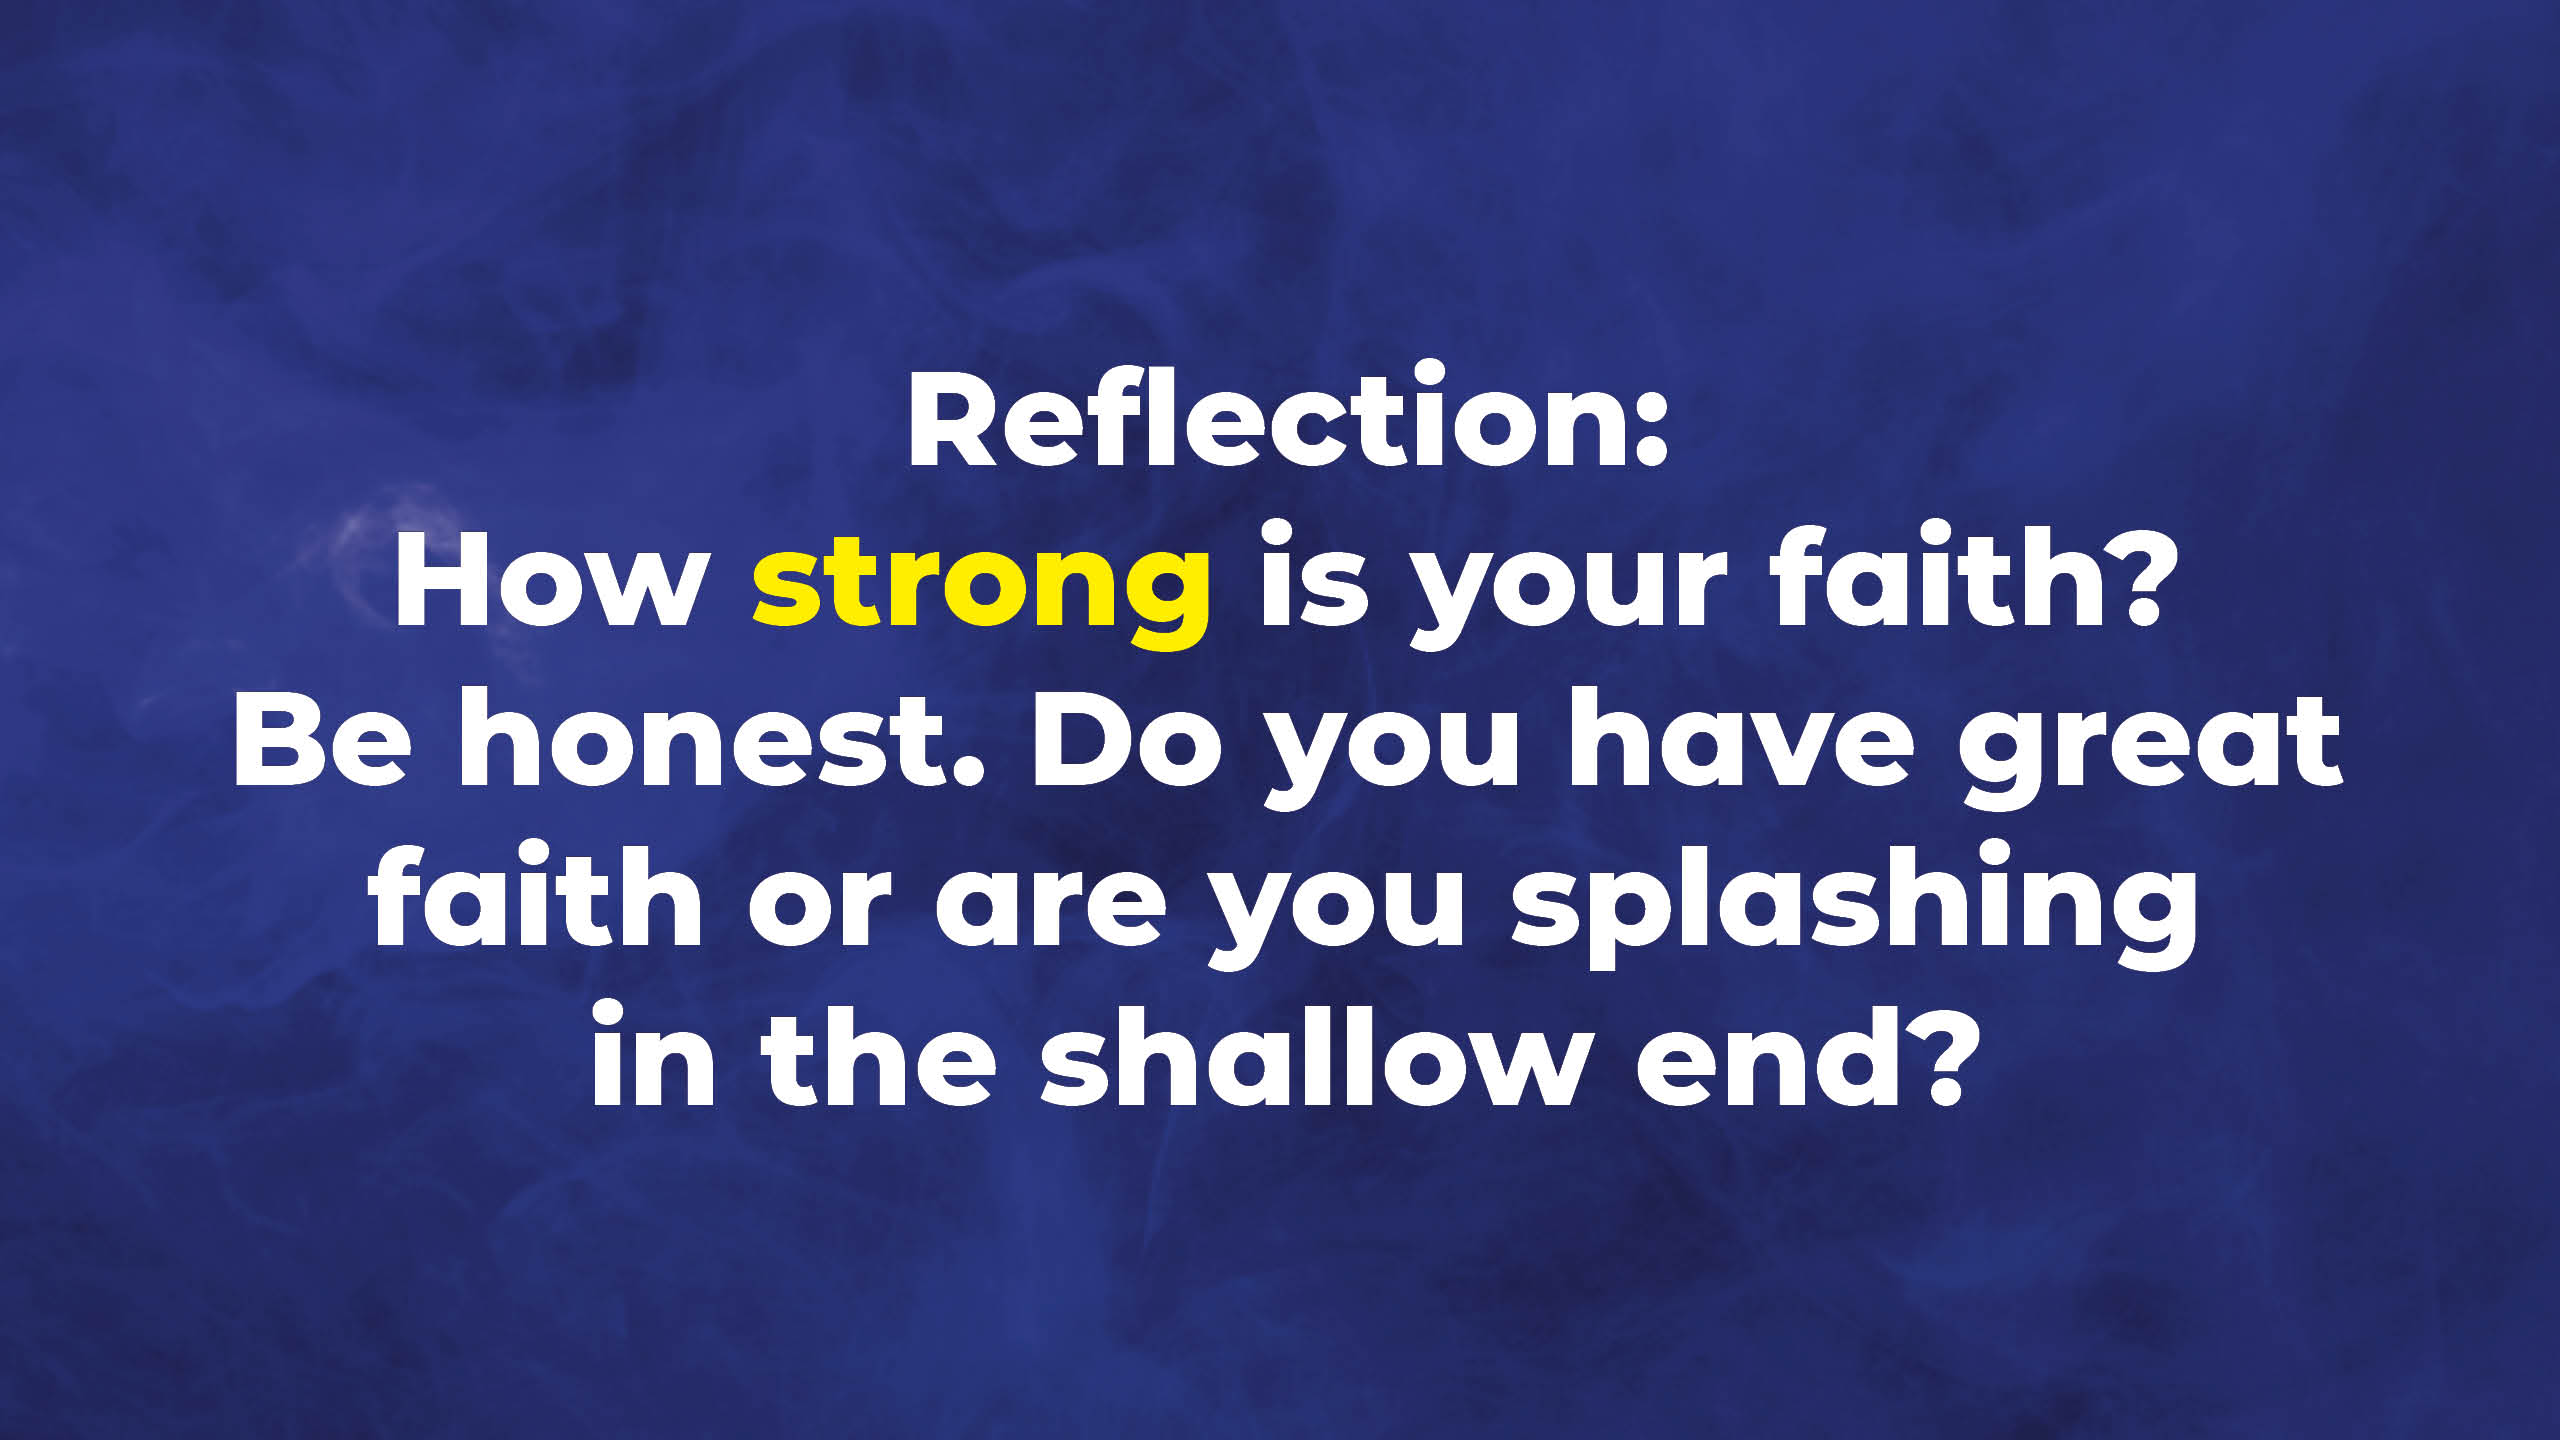 Reflection:
How strong is your faith?
Be honest. Do you have great
faith or are you splashing
in the shallow end?